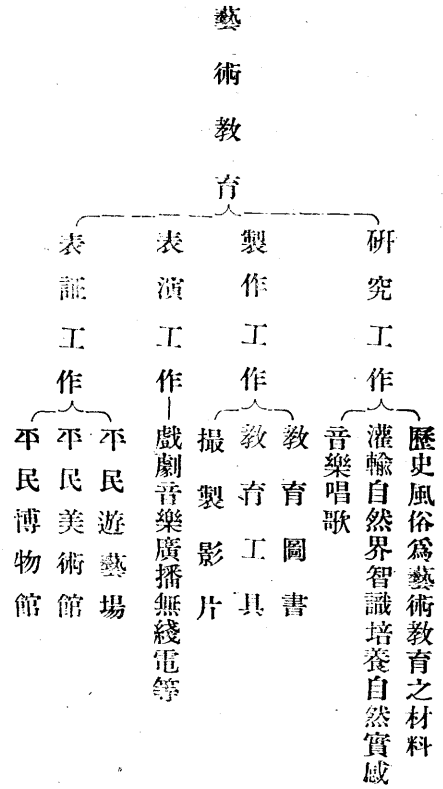 藝術教育
研究工作
歷史風俗爲藝術教育之材料
灌輸自然界智識培養自然實感
音樂唱歌
製作工作
教育圖書
教育工具
撮製影片
表演工作
戲劇音樂廣播無綫電等
表証工作
平民遊藝場
平民美術館
平民博物館